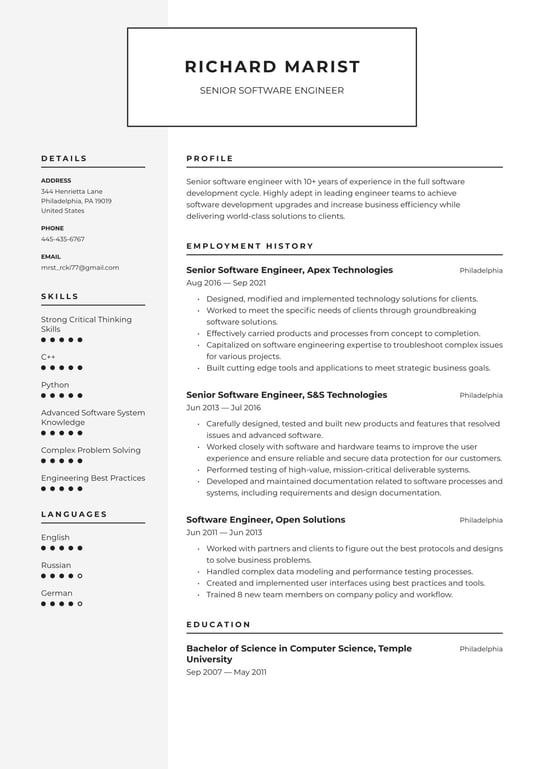 RICHARD MARIST
SENIOR SOFTWARE ENGINEER
DETAILS
ADDRESS
344 Henrietta Lane
Philadelphia, PA 19019
United States
PHONE
445-435-6767
EMAIL
mrst_rcki77@gmail.com
SKILLS
Strong Critical Thinking
Skills
C++
Python
Advanced Software System
Knowledge
Complex Problem Solving
Engineering Best Practices
LANGUAGES
English
Russian
German
PROFILE
Senior software engineer with 10+ years of experience in the full software
development cycle. Highly adept in leading engineer teams to achieve
software development upgrades and increase business efficiency while
delivering world-class solutions to clients.
EMPLOYMENT HISTORY
Senior Software Engineer, Apex Technologies Philadelphia
Aug 2016 — Sep 2021
• Designed, modified and implemented technology solutions for clients.
• Worked to meet the specific needs of clients through groundbreaking
software solutions.
• Effectively carried products and processes from concept to completion.
• Capitalized on software engineering expertise to troubleshoot complex issues
for various projects.
• Built cutting edge tools and applications to meet strategic business goals.
Senior Software Engineer, S&S Technologies Philadelphia
Jun 2013 — Jul 2016
• Carefully designed, tested and built new products and features that resolved
issues and advanced software.
• Worked closely with software and hardware teams to improve the user
experience and ensure reliable and secure data protection for our customers.
• Performed testing of high-value, mission-critical deliverable systems.
• Developed and maintained documentation related to software processes and
systems, including requirements and design documentation.
Software Engineer, Open Solutions Philadelphia
Jun 2011 — Jun 2013
• Worked with partners and clients to figure out the best protocols and designs
to solve business problems.
• Handled complex data modeling and performance testing processes.
• Created and implemented user interfaces using best practices and tools.
• Trained 8 new team members on company policy and workflow.
EDUCATION
Bachelor of Science in Computer Science, Temple Philadelphia
University
Sep 2007 — May 2011